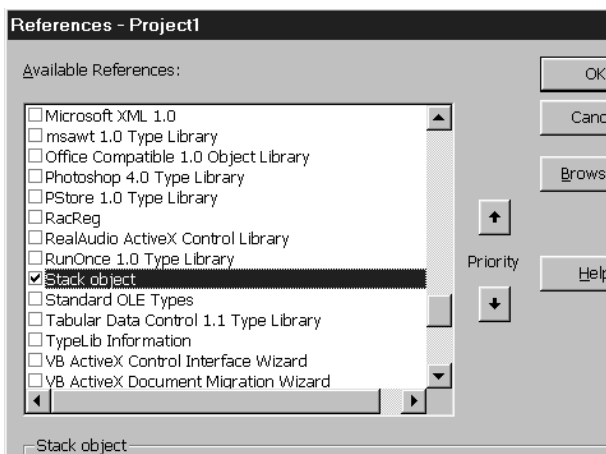 References - Project1
Available References:
OK
Microsoft XML 1.0
msawt 1.0 Type Library
Office Compatible 1.0 Object Library
Photoshop 4.0 Type Library
PStore 1.0 Type Library
RacReg
RealAudio ActiveX Control Library
RunOnce 1.0 Type Library
Stack object
Standard OLE Types
Tabular Data Control 1.1 Type Library
TypeLib Information
VB ActiveX Control Interface Wizard
VB ActiveX Document Migration Wizard
Canc
Brows
Priority
Help
Stack object